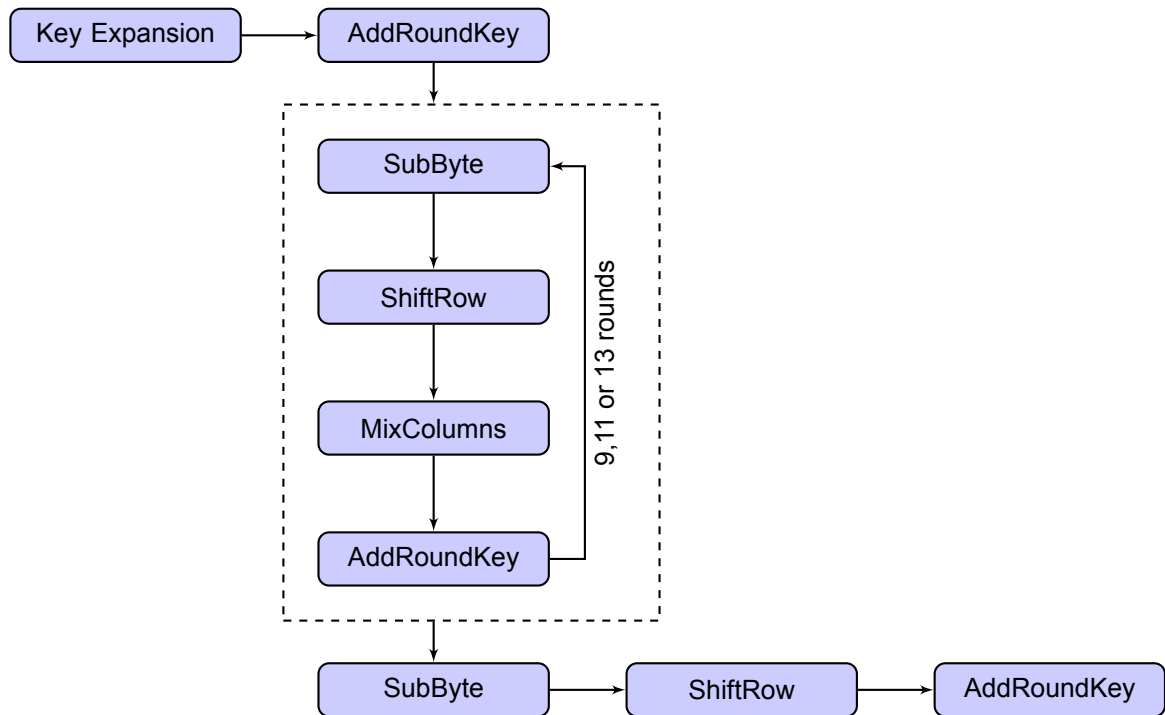 Key Expansion
AddRoundKey
SubByte
ShiftRow
MixColumns
AddRoundKey
9,11 or 13 rounds
SubByte
ShiftRow
AddRoundKey